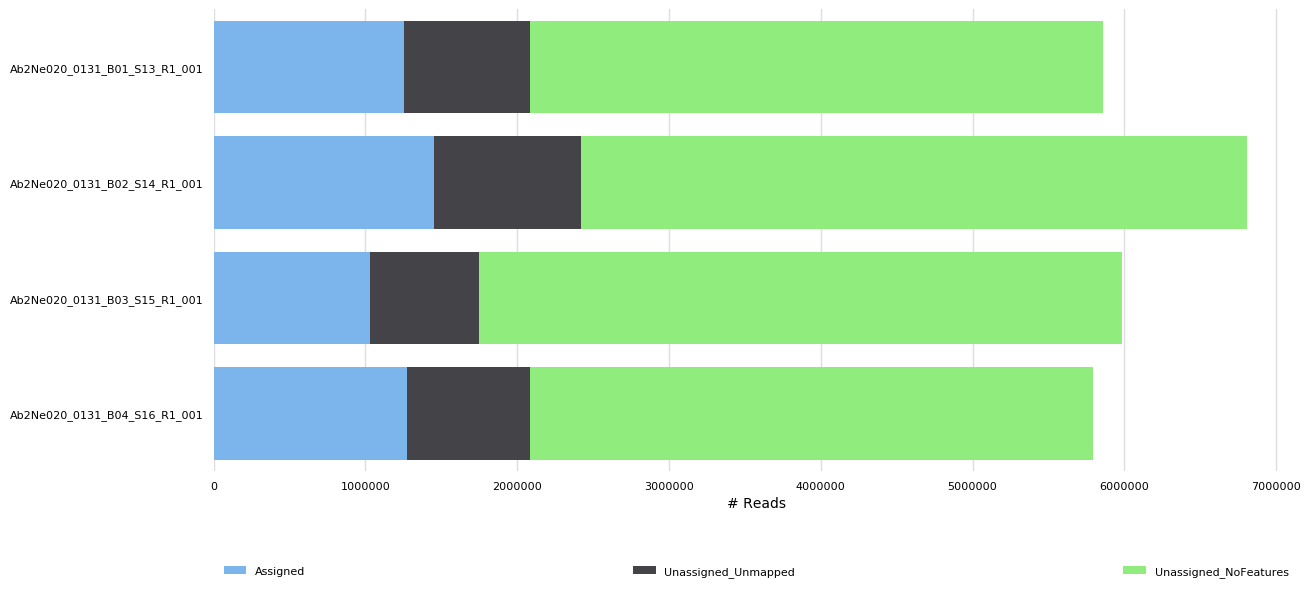 Ab2Ne020_0131_B01_S13_R1_001
Ab2Ne020_0131_B02_S14_R1_001
Ab2Ne020_0131_B03_S15_R1_001
Ab2Ne020_0131_B04_S16_R1_001
0 1000000 2000000 3000000 4000000 5000000 6000000 7000000
# Reads
Assigned Unassigned_Unmapped Unassigned_NoFeatures